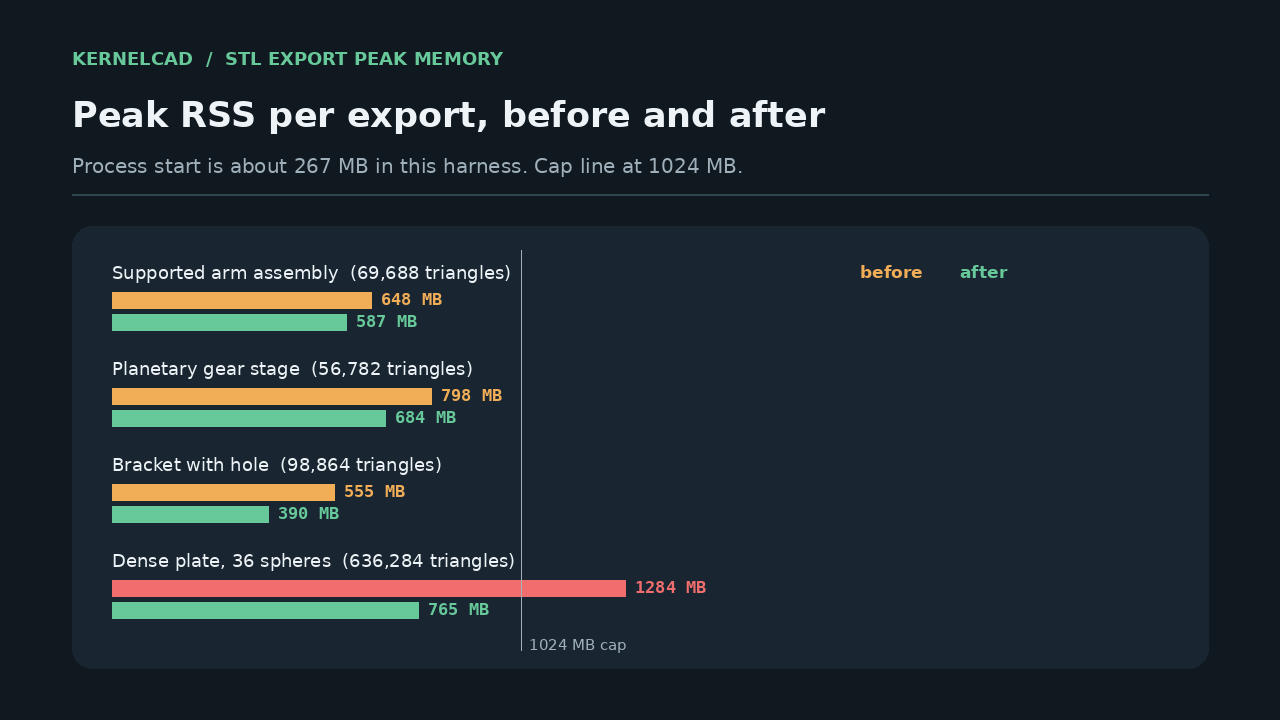 KERNELCAD / STL EXPORT PEAK MEMORY
Peak RSS per export, before and after
Process start is about 267 MB in this harness. Cap line at 1024 MB.
Supported arm assembly (69,688 triangles)
before after
648 MB
587 MB
Planetary gear stage (56,782 triangles)
798 MB
684 MB
Bracket with hole (98,864 triangles)
555 MB
390 MB
Dense plate, 36 spheres (636,284 triangles)
1284 MB
765 MB
1024 MB cap